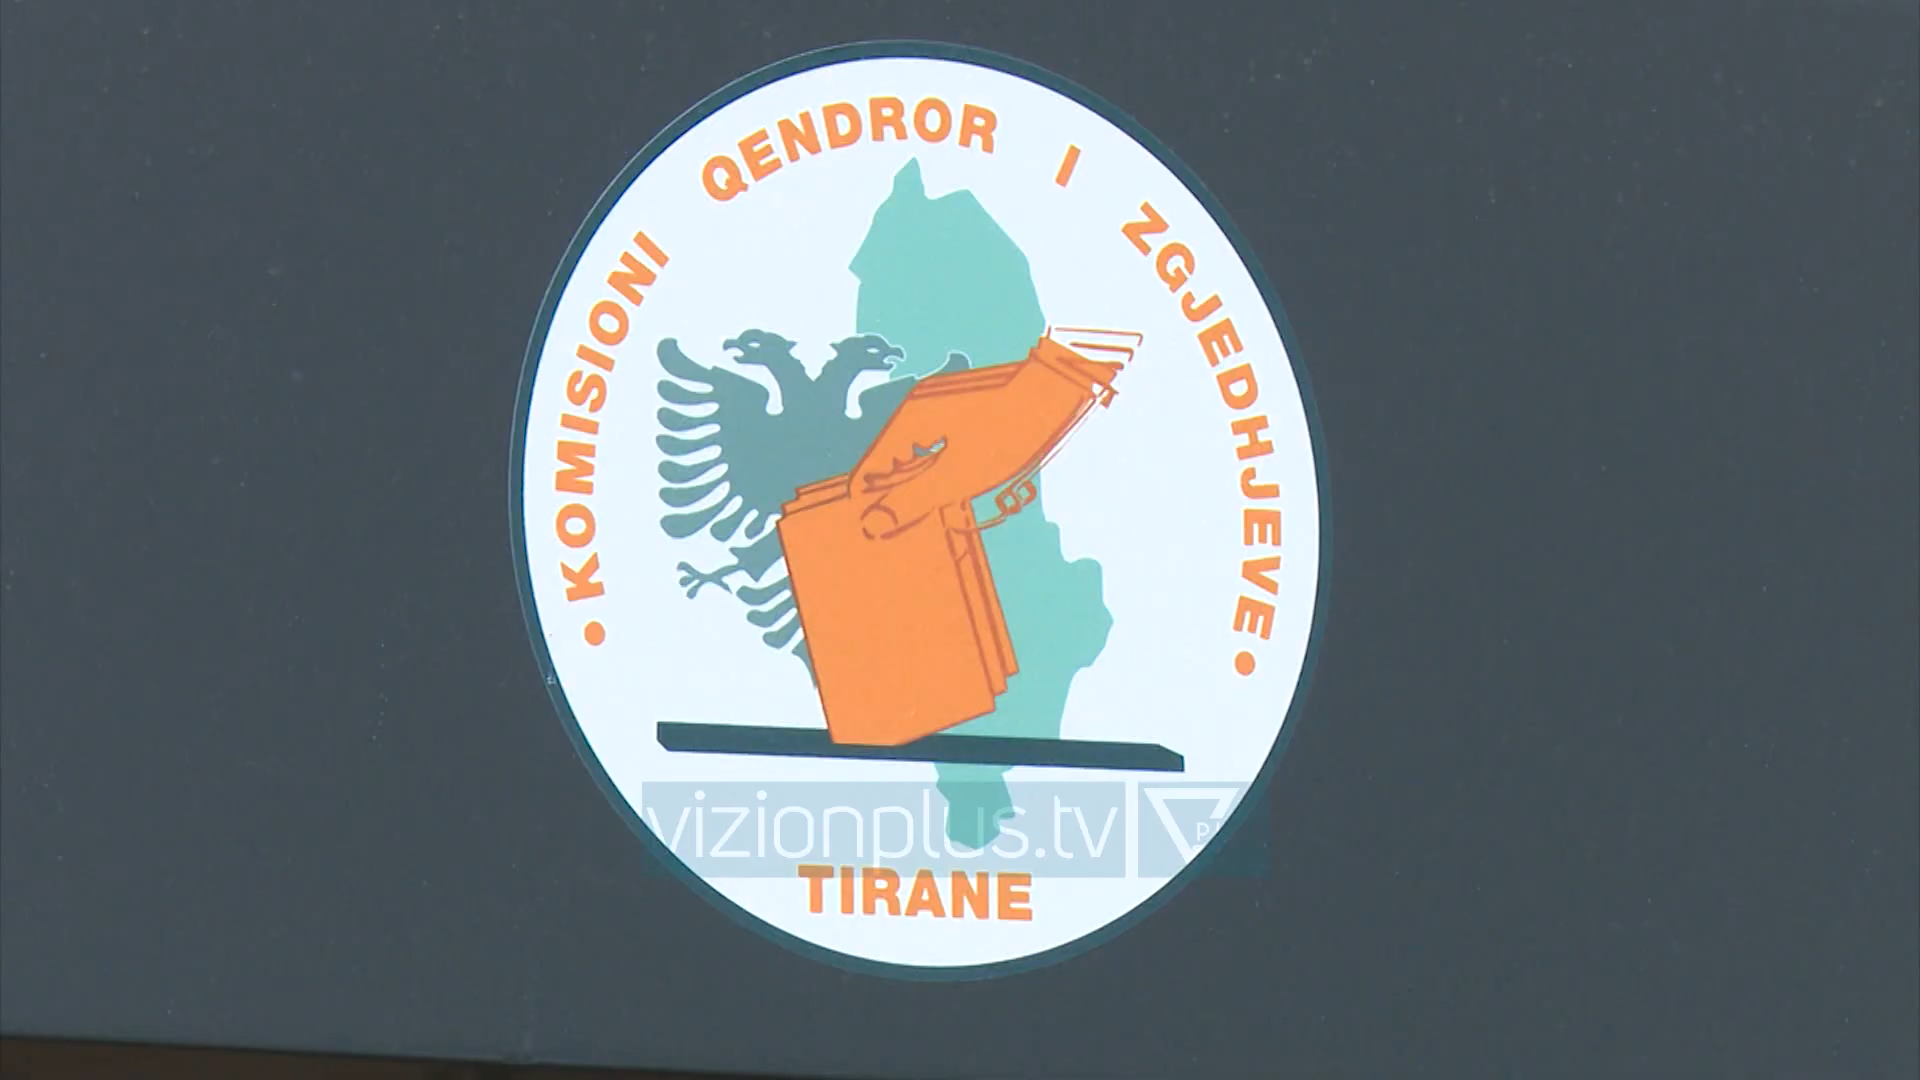 • KOMISIONI QENDROR I ZGJEDHJEVE •
vizionplus.tv
TIRANE